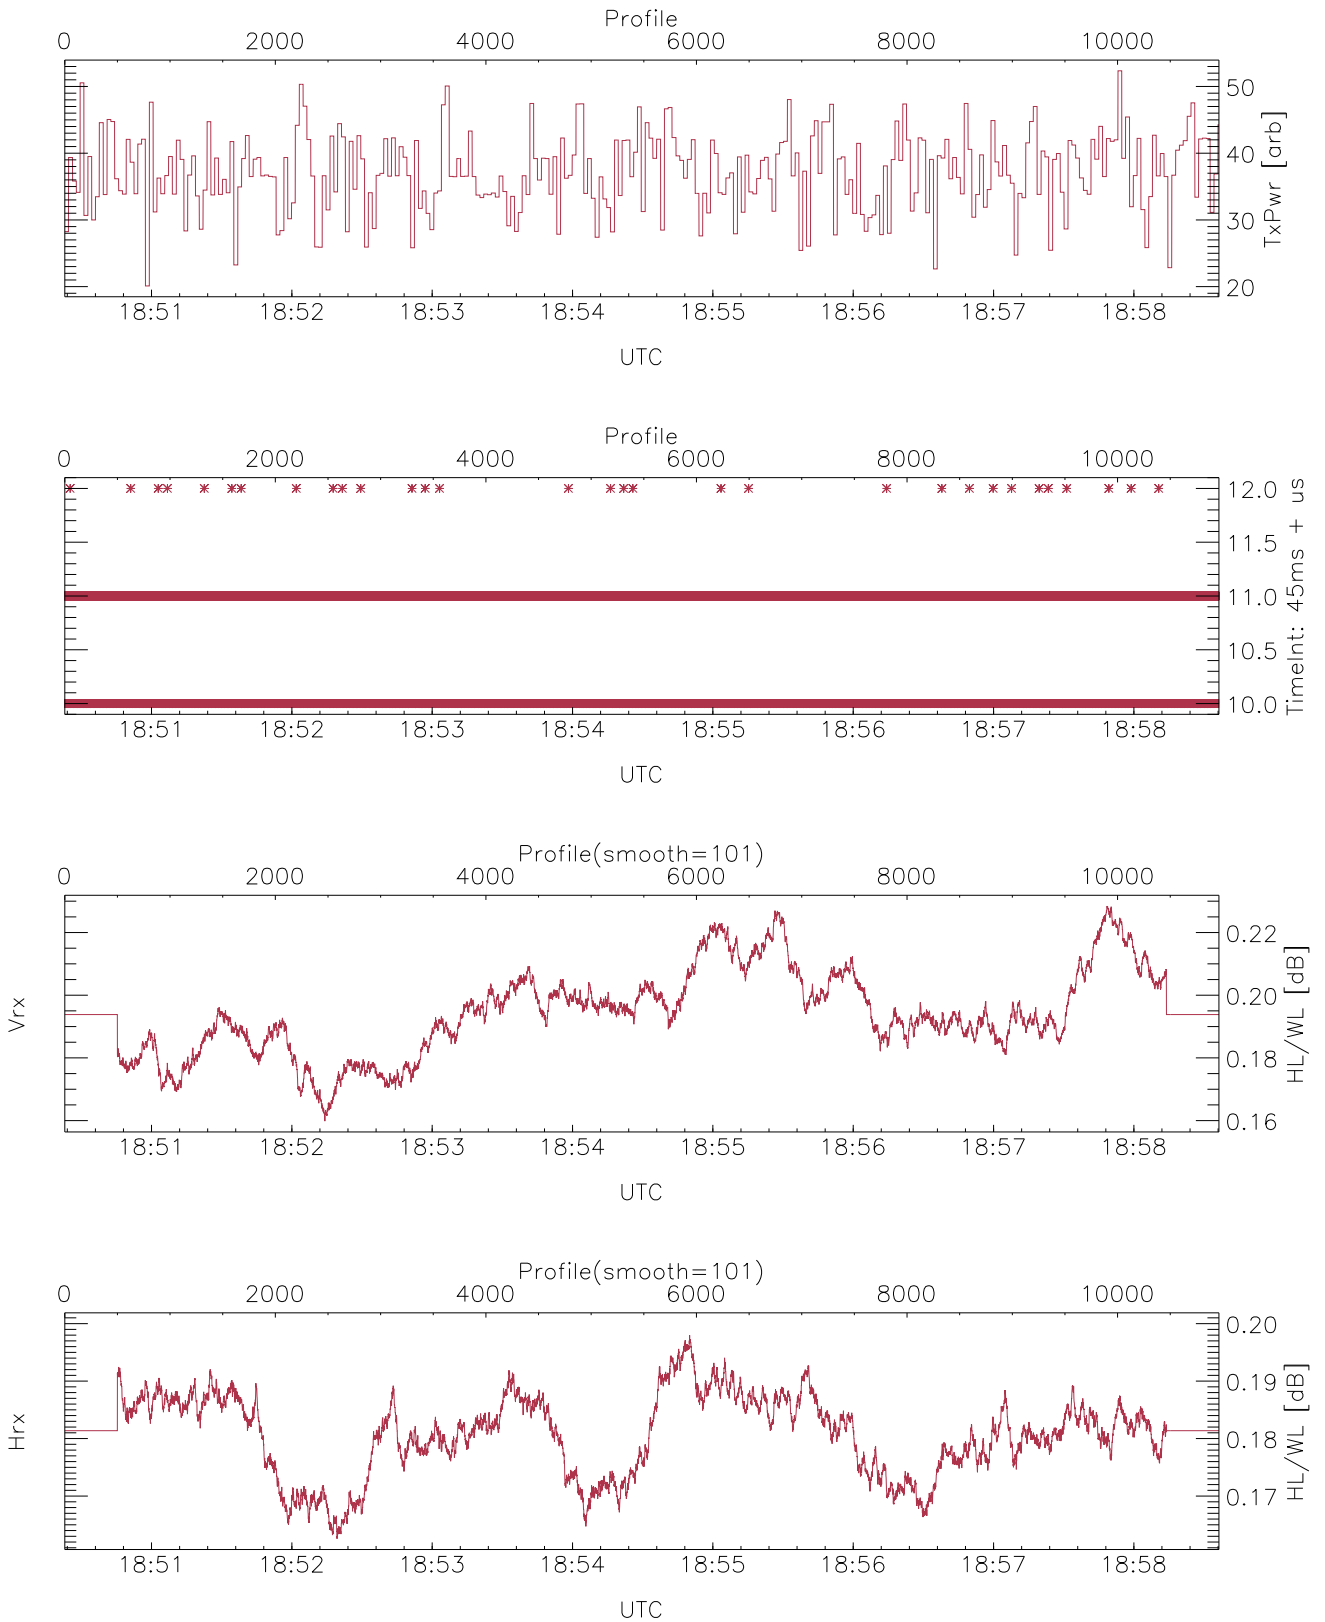 Profile
0 2000 4000 6000 8000 10000
50
40
30
20
TxPwr [arb]
18:51 18:52 18:53 18:54 18:55 18:56 18:57 18:58
UTC
Profile
0 2000 4000 6000 8000 10000
12.0
11.5
11.0
10.5
10.0
TimeInt: 45ms + us
18:51 18:52 18:53 18:54 18:55 18:56 18:57 18:58
UTC
Profile(smooth=101)
0 2000 4000 6000 8000 10000
Vrx
0.22
0.20
0.18
0.16
HL/WL [dB]
18:51 18:52 18:53 18:54 18:55 18:56 18:57 18:58
UTC
Profile(smooth=101)
0 2000 4000 6000 8000 10000
Hrx
0.20
0.19
0.18
0.17
HL/WL [dB]
18:51 18:52 18:53 18:54 18:55 18:56 18:57 18:58
UTC